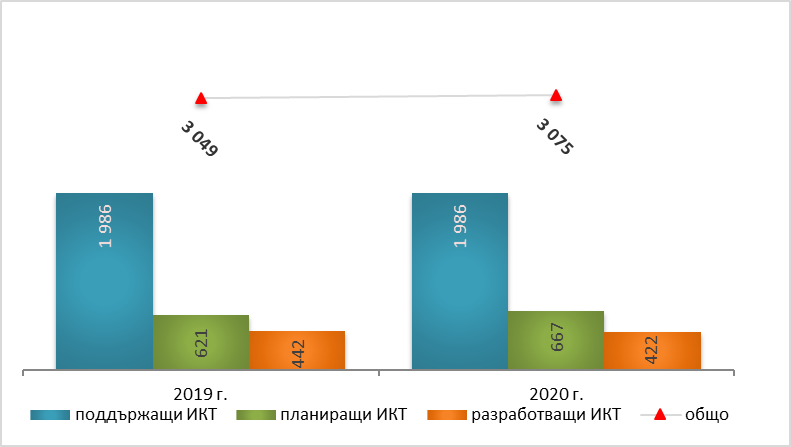 3 049
3 075
1 986
621
442
1 986
667
422
2019 г.
2020 г.
поддържащи ИКТ
планиращи ИКТ
разработващи ИКТ
общо